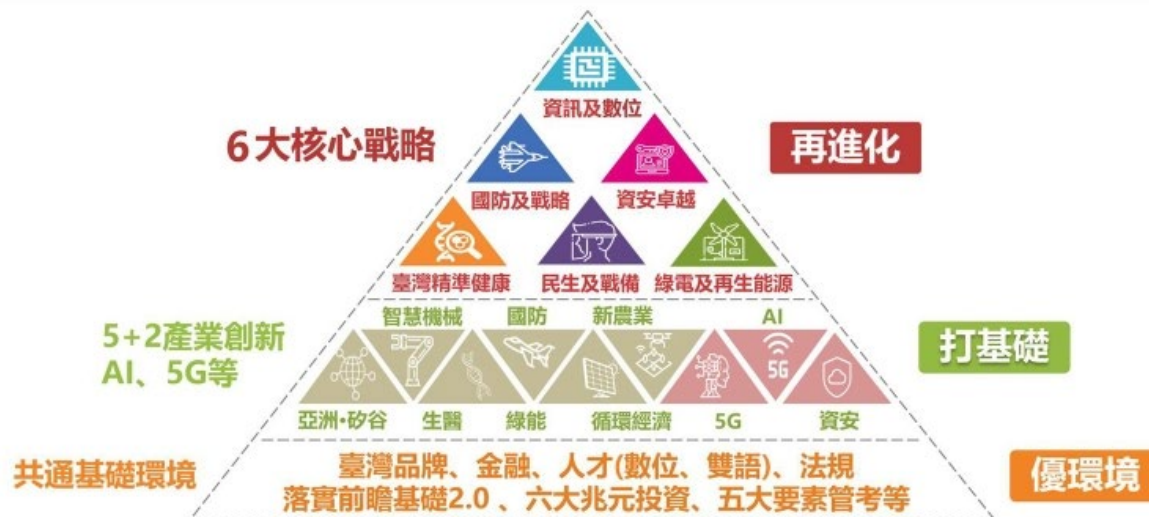 資訊及數位
6大核心戰略
再進化
國防及戰略
資安卓越
臺灣精準健康
民生及戰備
綠電及再生能源
智慧機械
國防
新農業
AI
5+2產業創新
AI、5G等
打基礎
5G
亞洲•矽谷
生醫
綠能
循環經濟
5G
資安
共通基礎環境
臺灣品牌、金融、人才(數位、雙語)、法規
落實前瞻基礎2.0、六大兆元投資、五大要素管考等
優環境